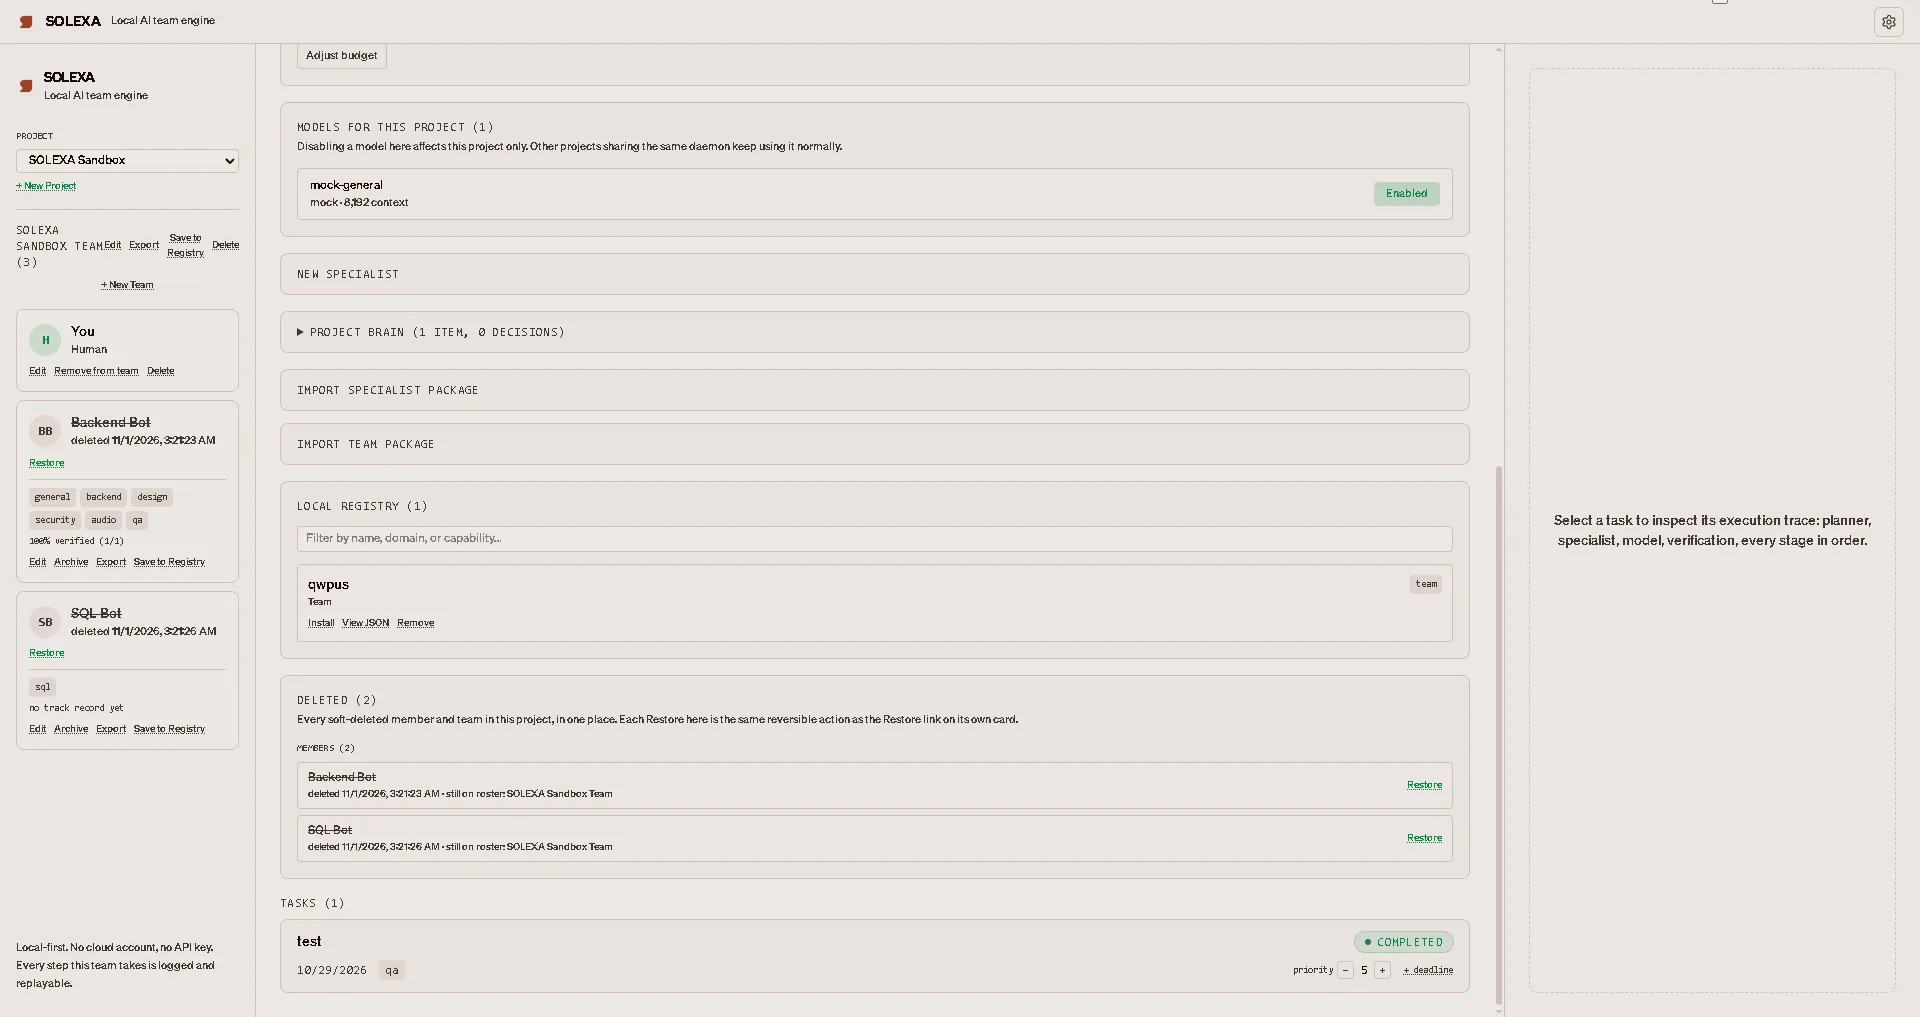 SOLEXA Local AI team engine
SOLEXA
Local AI team engine
PROJECT
SOLEXA Sandbox
+ New Project
SOLEXA
SANDBOX TEAM
(3)
Edit Export Save to Registry Delete
+ New Team
H
You
Human
Edit Remove from team Delete
BB
Backend Bot
deleted 11/1/2026, 3:21:23 AM
Restore
general backend design
security audio qa
100% verified (1/1)
Edit Archive Export Save to Registry
SB
SQL Bot
deleted 11/1/2026, 3:21:26 AM
Restore
sql
no track record yet
Edit Archive Export Save to Registry
Local-first. No cloud account, no API key.
Every step this team takes is logged and
replayable.
Adjust budget
MODELS FOR THIS PROJECT (1)
Disabling a model here affects this project only. Other projects sharing the same daemon keep using it normally.
mock-general
mock · 8,192 context
Enabled
NEW SPECIALIST
PROJECT BRAIN (1 ITEM, 0 DECISIONS)
IMPORT SPECIALIST PACKAGE
IMPORT TEAM PACKAGE
LOCAL REGISTRY (1)
Filter by name, domain, or capability...
qwpus
team
Team
Install View JSON Remove
DELETED (2)
Every soft-deleted member and team in this project, in one place. Each Restore here is the same reversible action as the Restore link on its own card.
MEMBERS (2)
Backend Bot
deleted 11/1/2026, 3:21:23 AM · still on roster: SOLEXA Sandbox Team
Restore
SQL Bot
deleted 11/1/2026, 3:21:26 AM · still on roster: SOLEXA Sandbox Team
Restore
TASKS (1)
test
COMPLETED
10/29/2026 qa
priority − 5 + + deadline
Select a task to inspect its execution trace: planner,
specialist, model, verification, every stage in order.